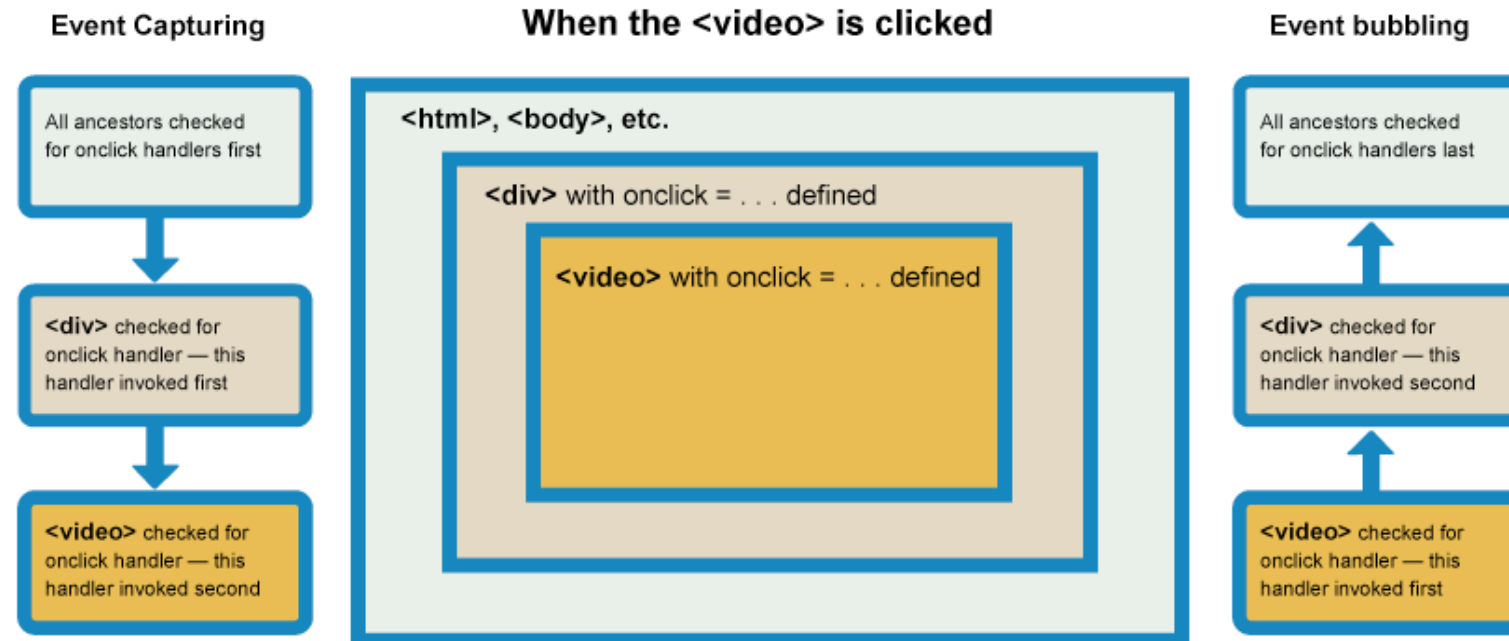 Event Capturing
All ancestors checked
for onclick handlers first
<div> checked for
onclick handler — this
handler invoked first
<video> checked for
onclick handler — this
handler invoked second
When the <video> is clicked
<html>, <body>, etc.
<div> with onclick = . . . defined
<video> with onclick = . . . defined
Event bubbling
All ancestors checked
for onclick handlers last
<div> checked for
onclick handler — this
handler invoked second
<video> checked for
onclick handler — this
handler invoked first